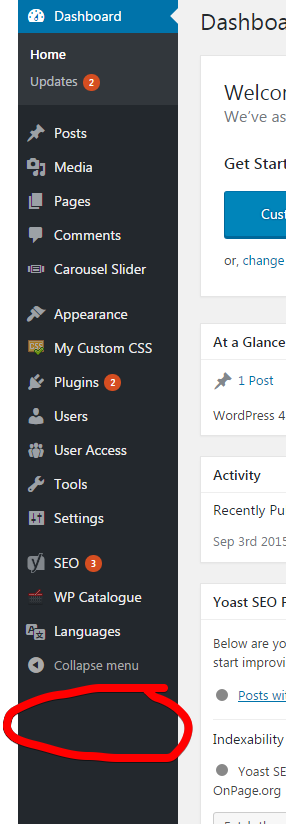 Dashboard
Home
Updates 2
Posts
Media
Pages
Comments
Carousel Slider
Appearance
CSS My Custom CSS
Plugins 2
Users
User Access
Tools
Settings
SEO 3
WP Catalogue
Languages
Collapse menu
Dashboa
Welcor
We've as
Get Start
Cust
or, change
At a Glance
1 Post
WordPress 4
Activity
Recently Pu
Sep 3rd 2015
Yoast SEO P
Below are yo
start improvi
Posts wit
Indexability
Yoast SE
OnPage.org